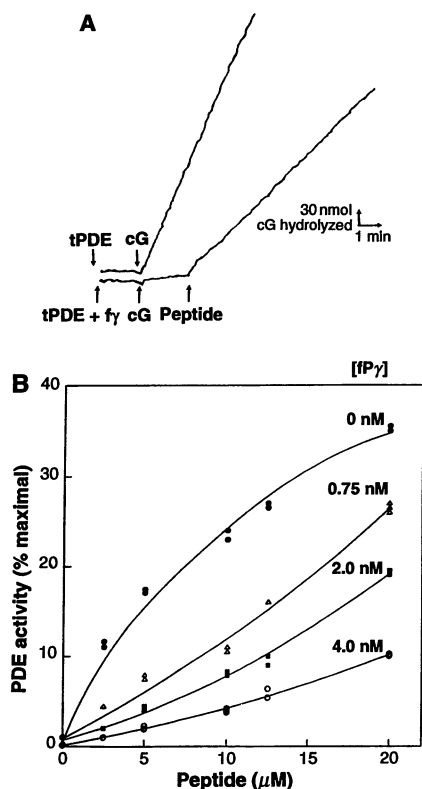 A
30 nmol
cG hydrolyzed
1 min
tPDE cG
tPDE + fγ cG Peptide
B
[fPγ]
40
0 nM
30
0.75 nM
20
2.0 nM
10
4.0 nM
0
0 5 10 15 20
PDE activity (% maximal)
Peptide (μM)